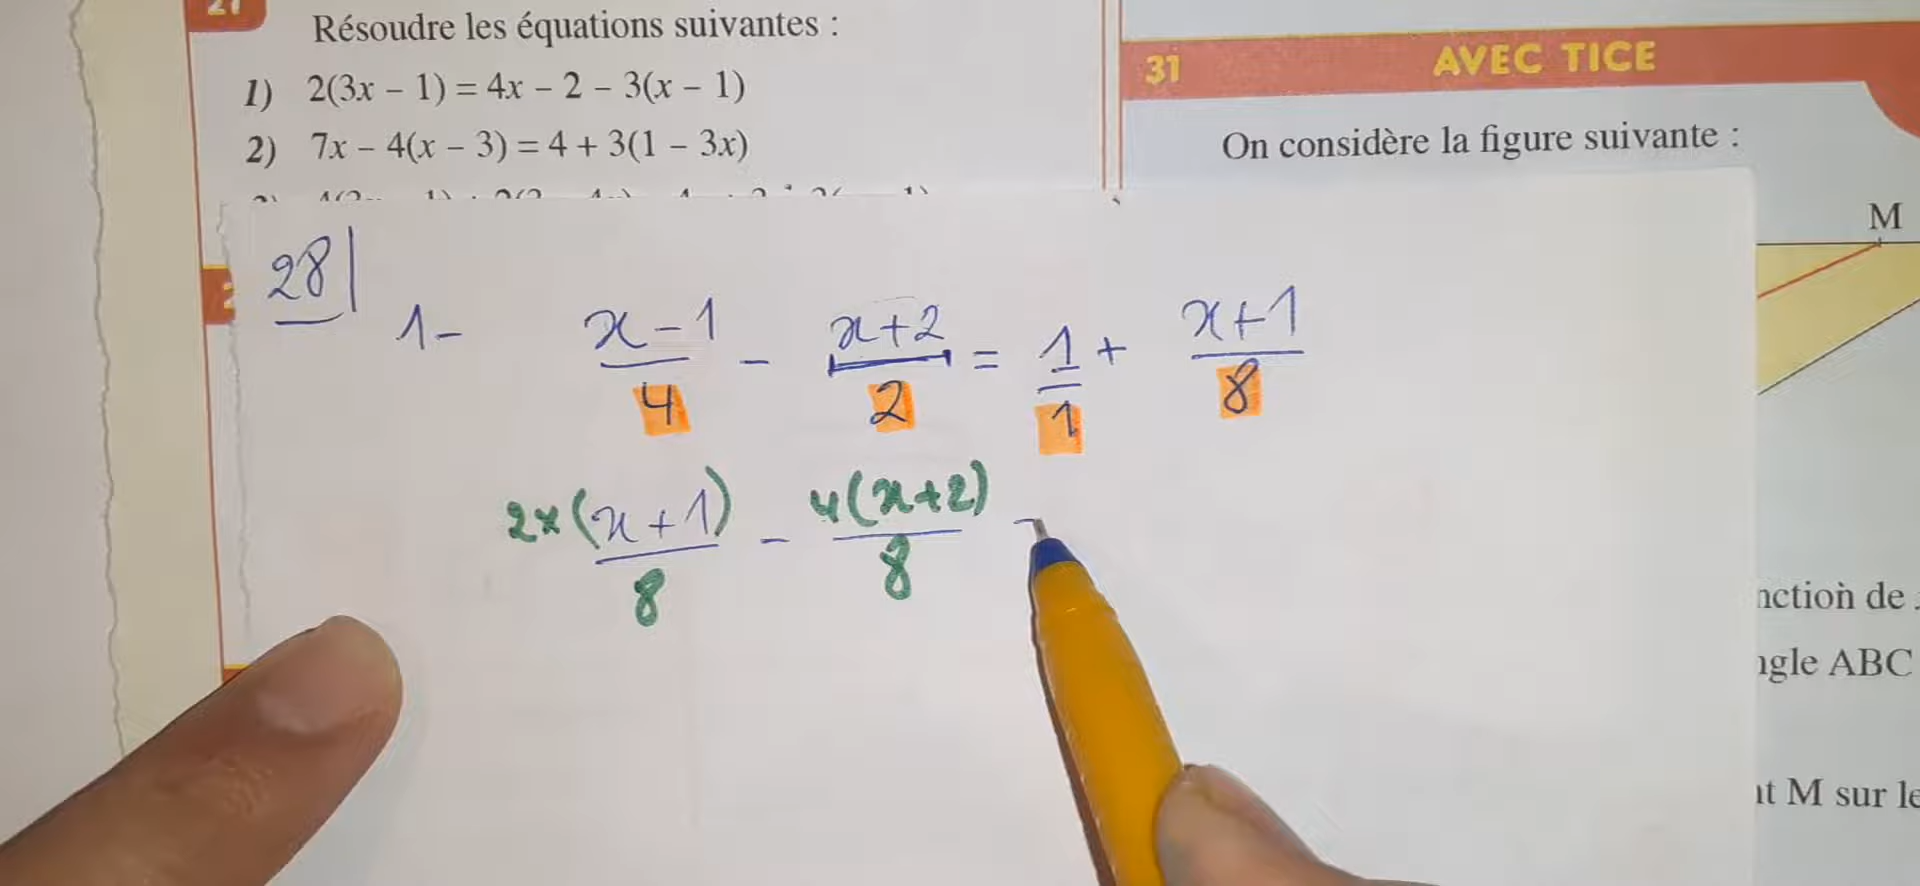 27
Résoudre les équations suivantes :
1) 2(3x – 1) = 4x – 2 – 3(x – 1)
2) 7x – 4(x – 3) = 4 + 3(1 – 3x)
31 AVEC TICE
On considère la figure suivante :
M
28
1- x-1/4 - x+2/2 = 1/1 + x+1/8
2×(x+1)/8 - 4(x+2)/8
nction de
ngle ABC
nt M sur le